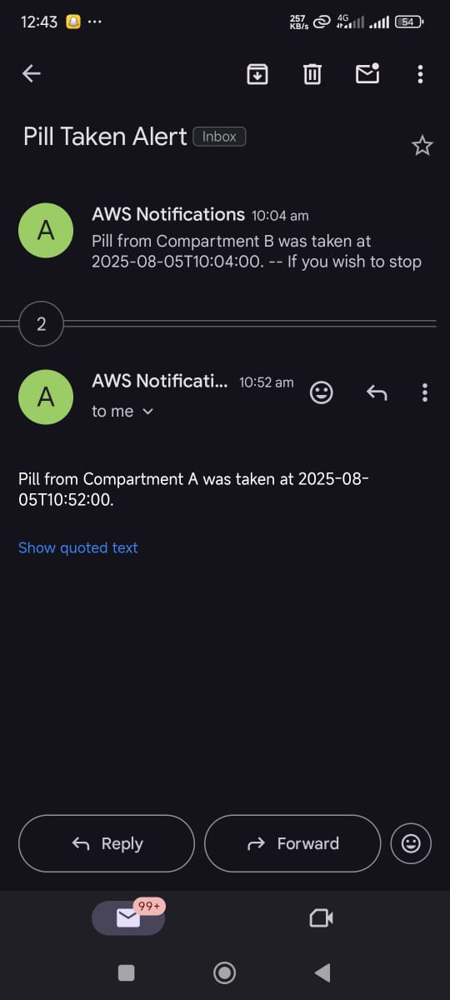 12:43
257
KB/s
4G
54
Pill Taken Alert
Inbox
A
AWS Notifications 10:04 am
Pill from Compartment B was taken at
2025-08-05T10:04:00. -- If you wish to stop
2
A
AWS Notificati... 10:52 am
to me
Pill from Compartment A was taken at 2025-08-
05T10:52:00.
Show quoted text
Reply
Forward
99+